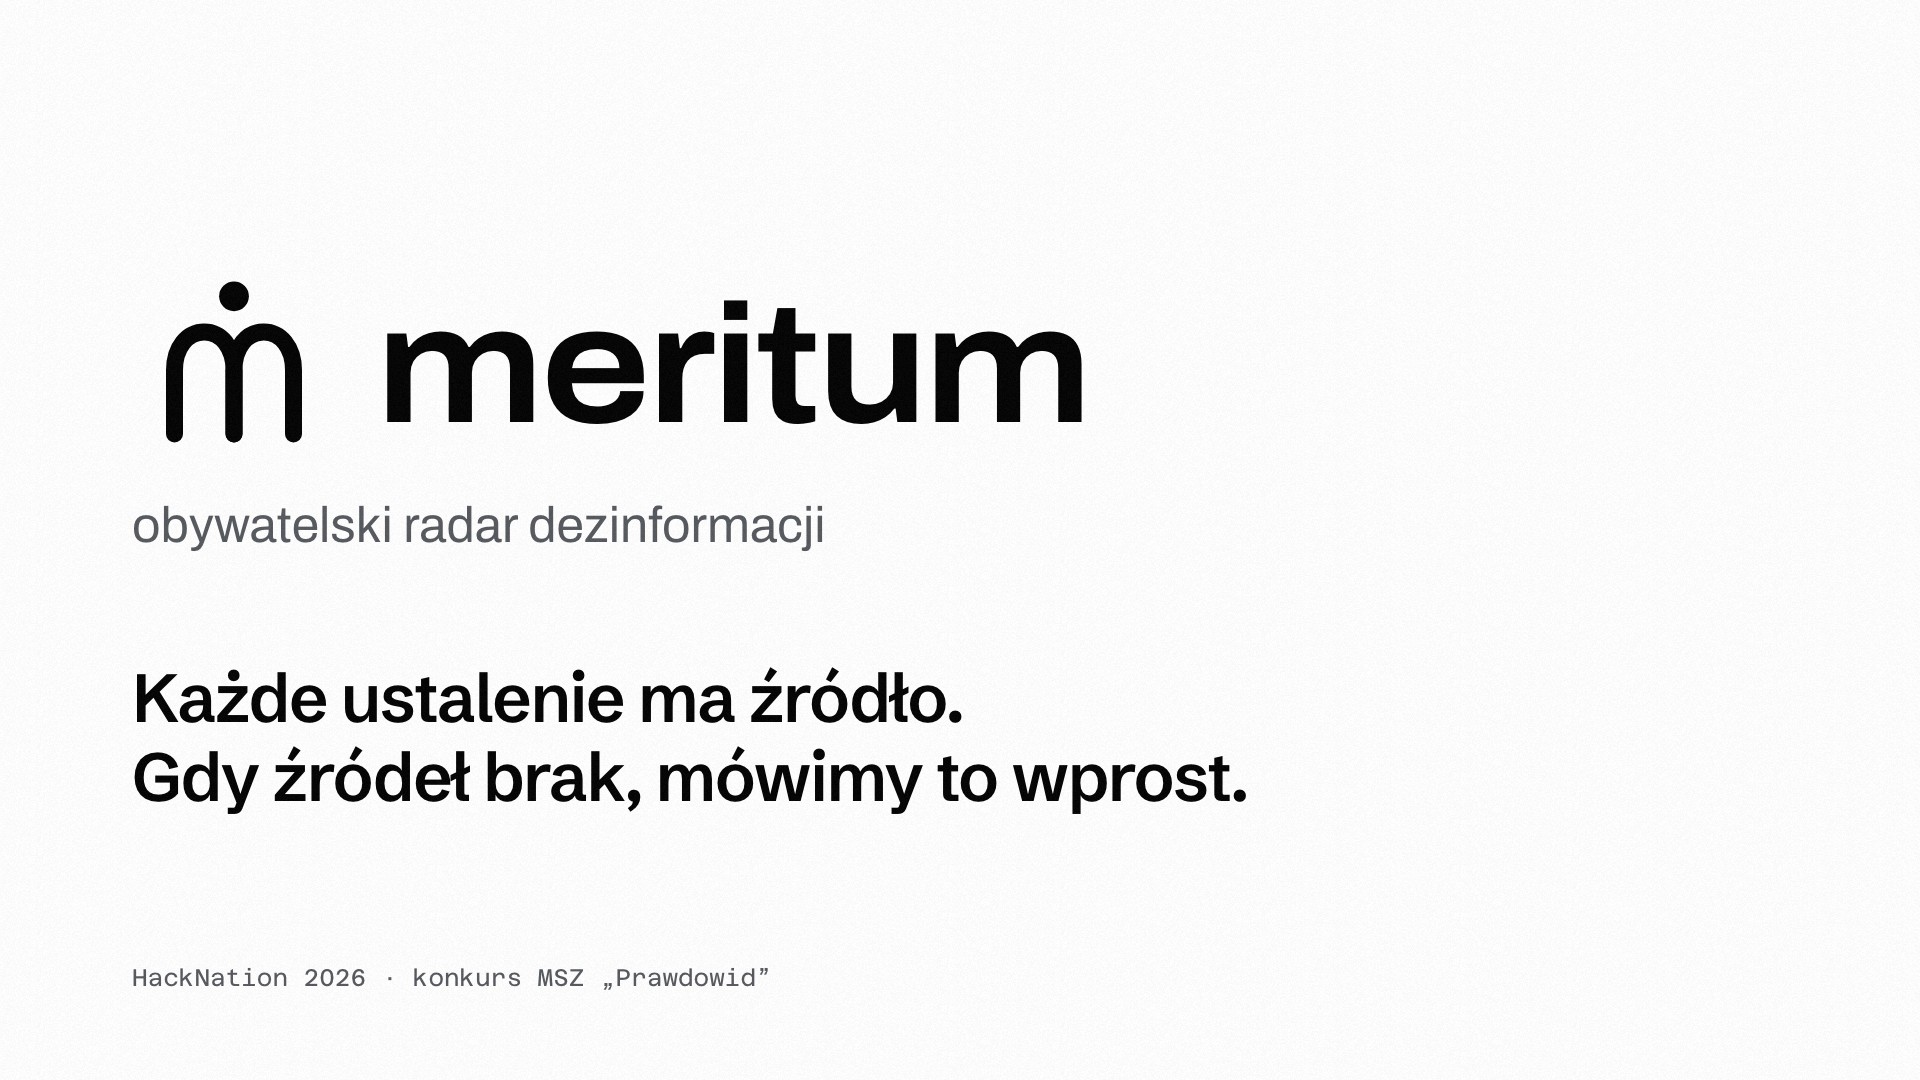 meritum
obywatelski radar dezinformacji
Każde ustalenie ma źródło.
Gdy źródeł brak, mówimy to wprost.
HackNation 2026 · konkurs MSZ „Prawdowid”